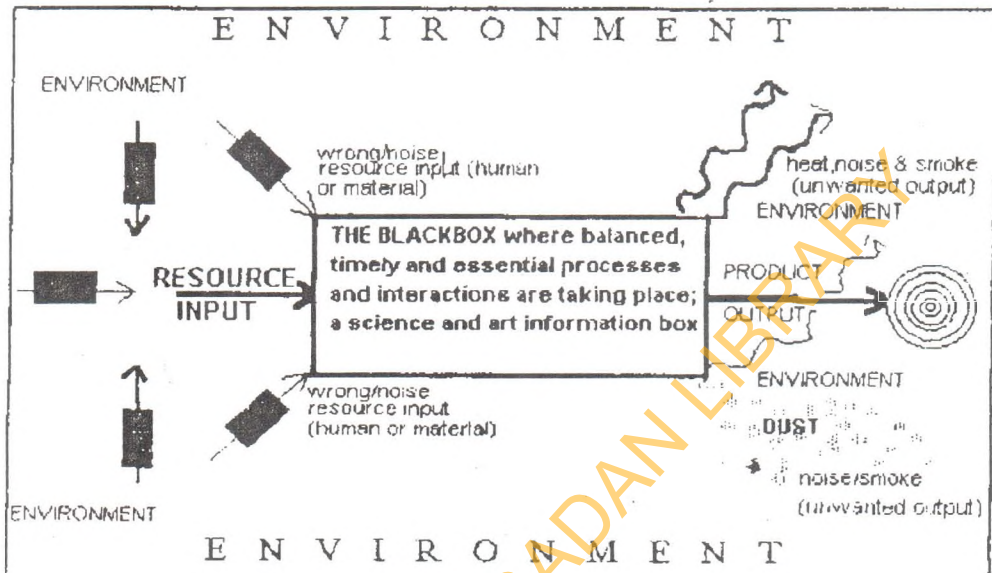 E N V I R O N M E N T
ENVIRONMENT
wrong/noise
resource input (human
or material)
heat,noise & smoke
(unwanted output)
ENVIRONMENT
THE BLACKBOX where balanced,
timely and essential processes
and interactions are taking place;
a science and art information box
RESOURCE
INPUT
PRODUCT
OUTPUT
wrong/noise
resource input
(human or material)
ENVIRONMENT
DUST
noise/smoke
(unwanted output)
ENVIRONMENT
E N V I R O N M E N T
ADAN LIBRARY